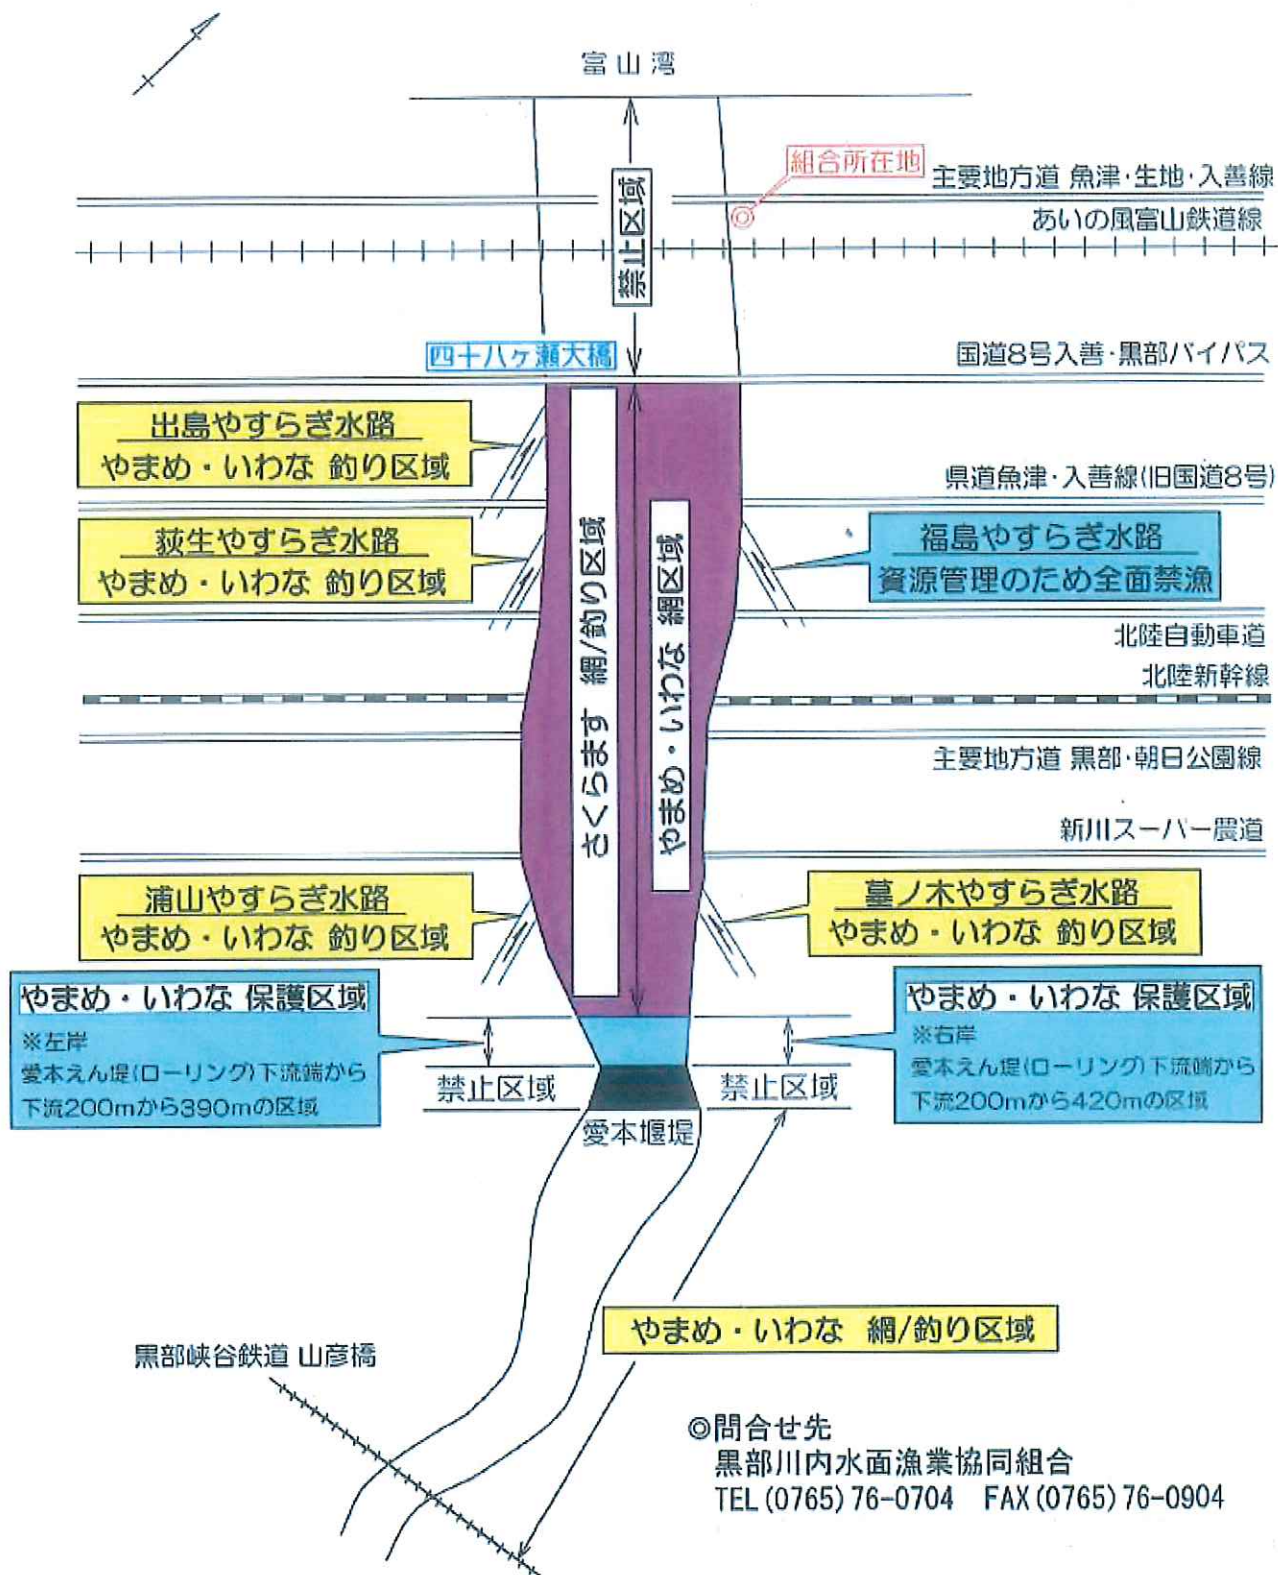 富山湾
組合所在地
主要地方道 魚津・生地・入善線
あいの風富山鉄道線
禁止区域
四十八ヶ瀬大橋
国道8号入善・黒部バイパス
出島やすらぎ水路
やまめ・いわな 釣り区域
県道魚津・入善線(旧国道8号)
荻生やすらぎ水路
やまめ・いわな 釣り区域
福島やすらぎ水路
資源管理のため全面禁漁
さくらます 網/釣り区域
やまめ・いわな 網区域
北陸自動車道
北陸新幹線
主要地方道 黒部・朝日公園線
新川スーパー農道
浦山やすらぎ水路
やまめ・いわな 釣り区域
墓ノ木やすらぎ水路
やまめ・いわな 釣り区域
やまめ・いわな 保護区域
※左岸
愛本えん堤(ローリング)下流端から
下流200mから390mの区域
やまめ・いわな 保護区域
※右岸
愛本えん堤(ローリング)下流端から
下流200mから420mの区域
禁止区域
禁止区域
愛本堰堤
やまめ・いわな 網/釣り区域
黒部峡谷鉄道 山彦橋
◎問合せ先
黒部川内水面漁業協同組合
TEL(0765)76-0704 FAX(0765)76-0904